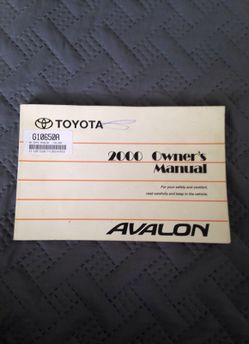 TOYOTA
G10650A
2000 Owner's
Manual
For your safety and comfort,
read carefully and keep in the vehicle.
AVALON